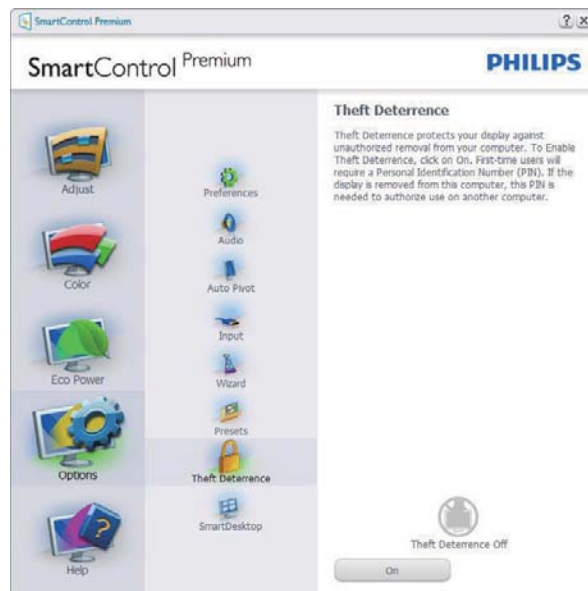 SmartControl Premium
? X
SmartControl Premium
PHILIPS
Adjust
Color
Eco Power
Options
Help
Preferences
Audio
Auto Pivot
Input
Wizard
Presets
Theft Deterrence
SmartDesktop
Theft Deterrence
Theft Deterrence protects your display against
unauthorized removal from your computer. To Enable
Theft Deterrence, click on On. First-time users will
require a Personal Identification Number (PIN). If the
display is removed from this computer, this PIN is
needed to authorize use on another computer.
Theft Deterrence Off
On